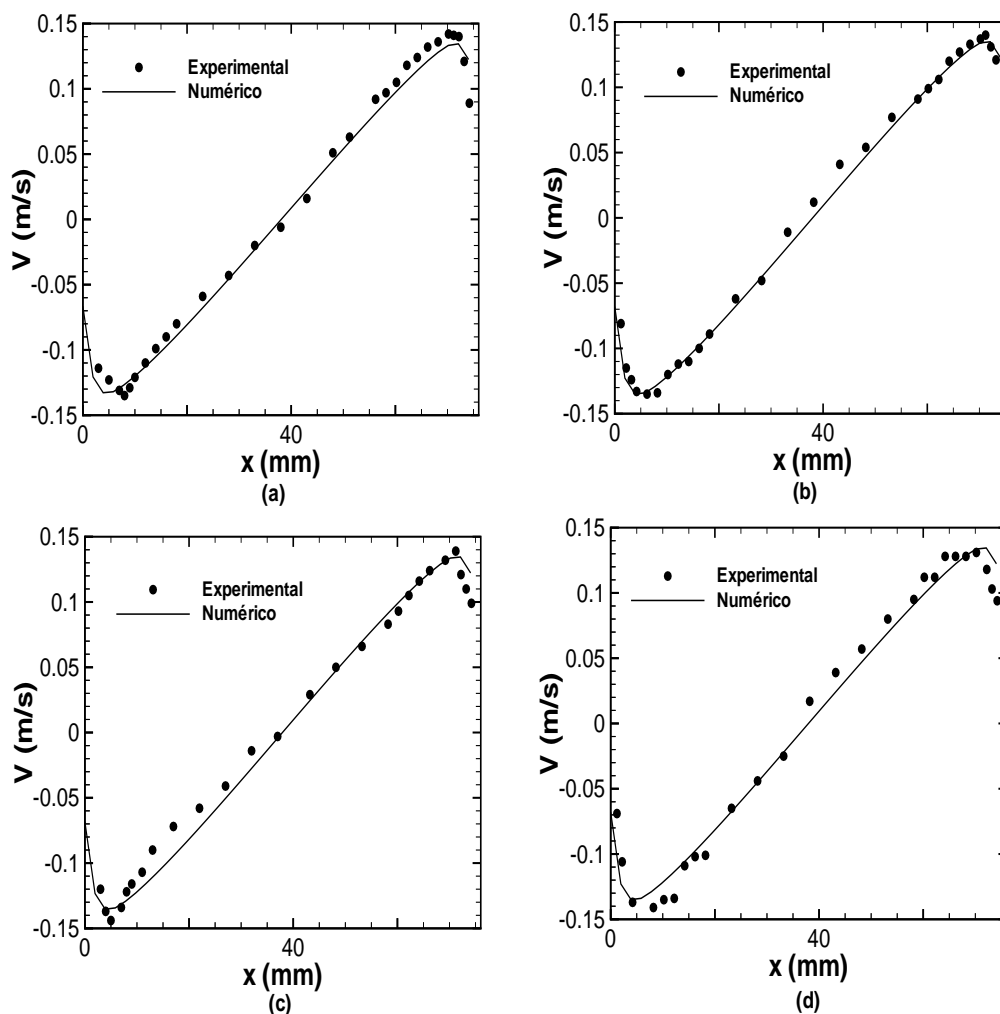 0.15
0.1
0.05
0
-0.05
-0.1
-0.15
V (m/s)
Experimental
Numérico
0
40
x (mm)
(a)
0.15
0.1
0.05
0
-0.05
-0.1
-0.15
V (m/s)
Experimental
Numérico
0
40
x (mm)
(b)
0.15
0.1
0.05
0
-0.05
-0.1
-0.15
V (m/s)
Experimental
Numérico
0
40
x (mm)
(c)
0.15
0.1
0.05
0
-0.05
-0.1
-0.15
V (m/s)
Experimental
Numérico
0
40
x (mm)
(d)